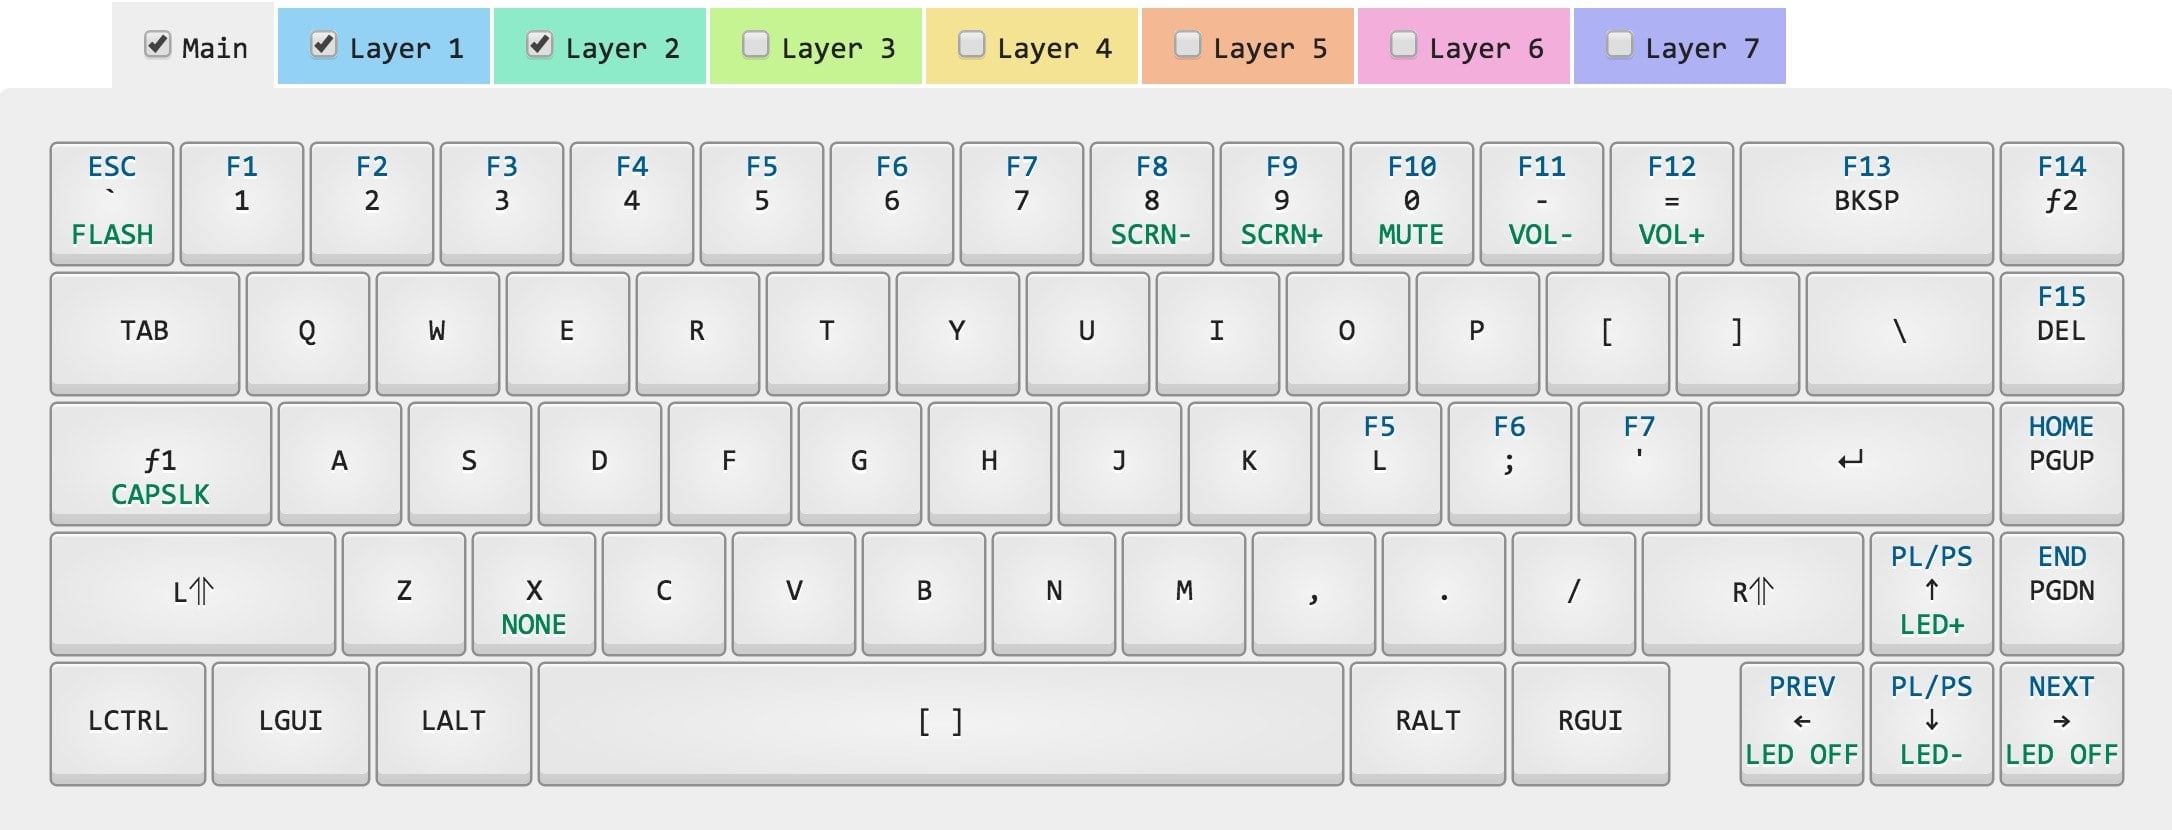 Main Layer 1 Layer 2 Layer 3 Layer 4 Layer 5 Layer 6 Layer 7
ESC F1 F2 F3 F4 F5 F6 F7 F8 F9 F10 F11 F12 F13 F14
` 1 2 3 4 5 6 7 8 9 0 - = BKSP ƒ2
FLASH SCRN- SCRN+ MUTE VOL- VOL+
F15
TAB Q W E R T Y U I O P [ ] \ DEL
F5 F6 F7 HOME
ƒ1 A S D F G H J K L ; ' ↵ PGUP
CAPSLK
PL/PS END
L⥣ Z X C V B N M , . / R⥣ ↑ PGDN
NONE LED+
PREV PL/PS NEXT
LCTRL LGUI LALT [ ] RALT RGUI ← ↓ →
LED OFF LED- LED OFF